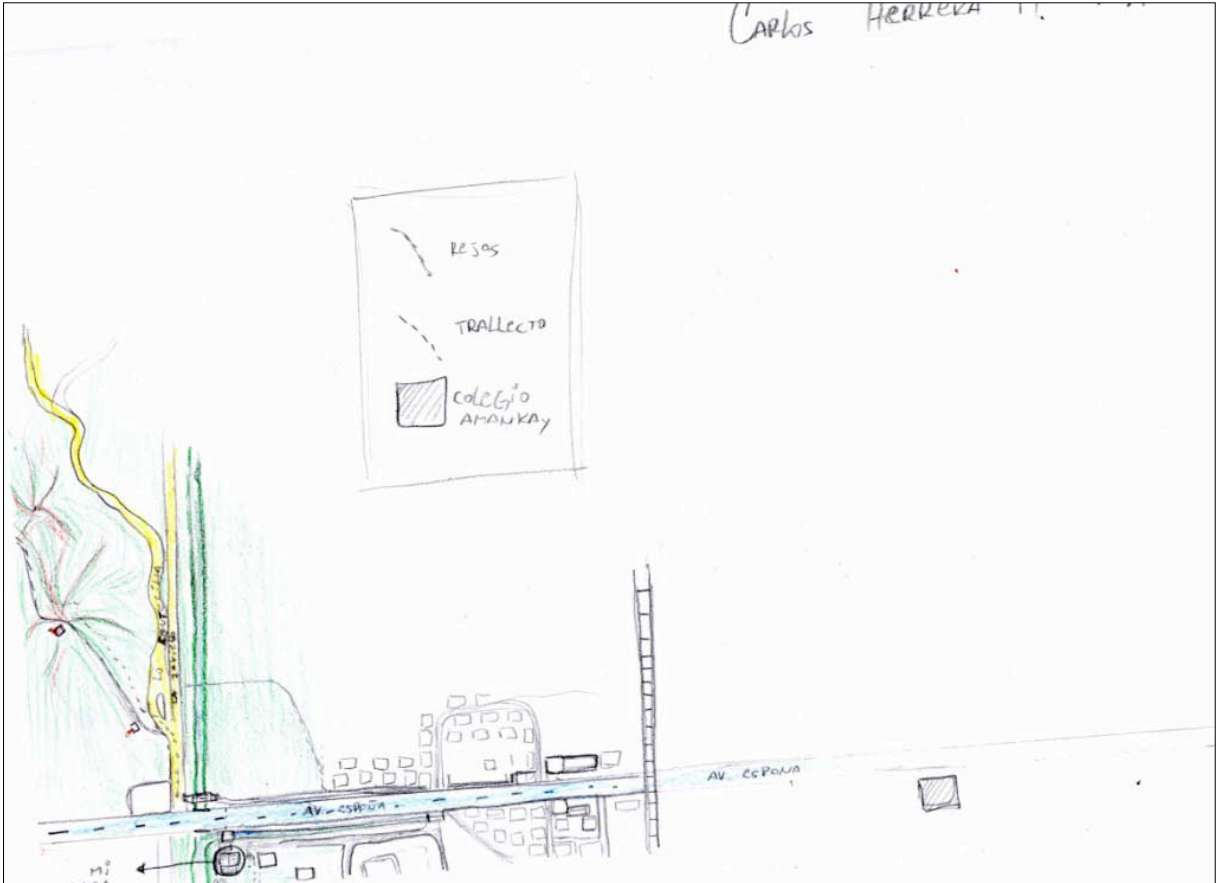 CARLOS HERRERA M.
REJAS
TRALLECTO
COLEGIO
AMANKAY
AV. ESPAÑA
AV. ESPAÑA
MI